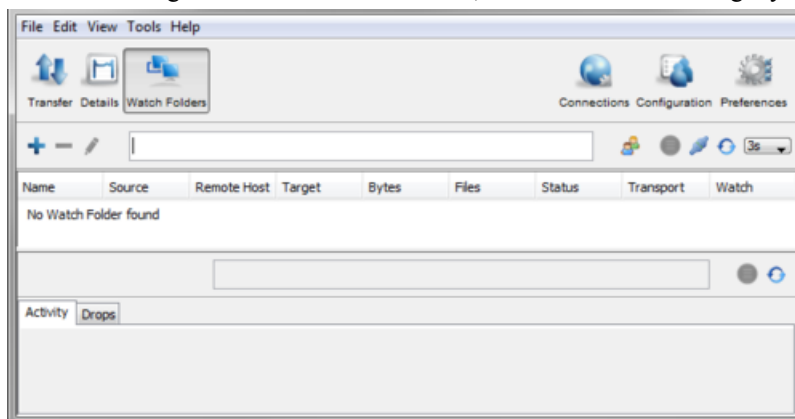 File Edit View Tools Help
Transfer Details Watch Folders Connections Configuration Preferences
3s
Name Source Remote Host Target Bytes Files Status Transport Watch
No Watch Folder found
Activity Drops